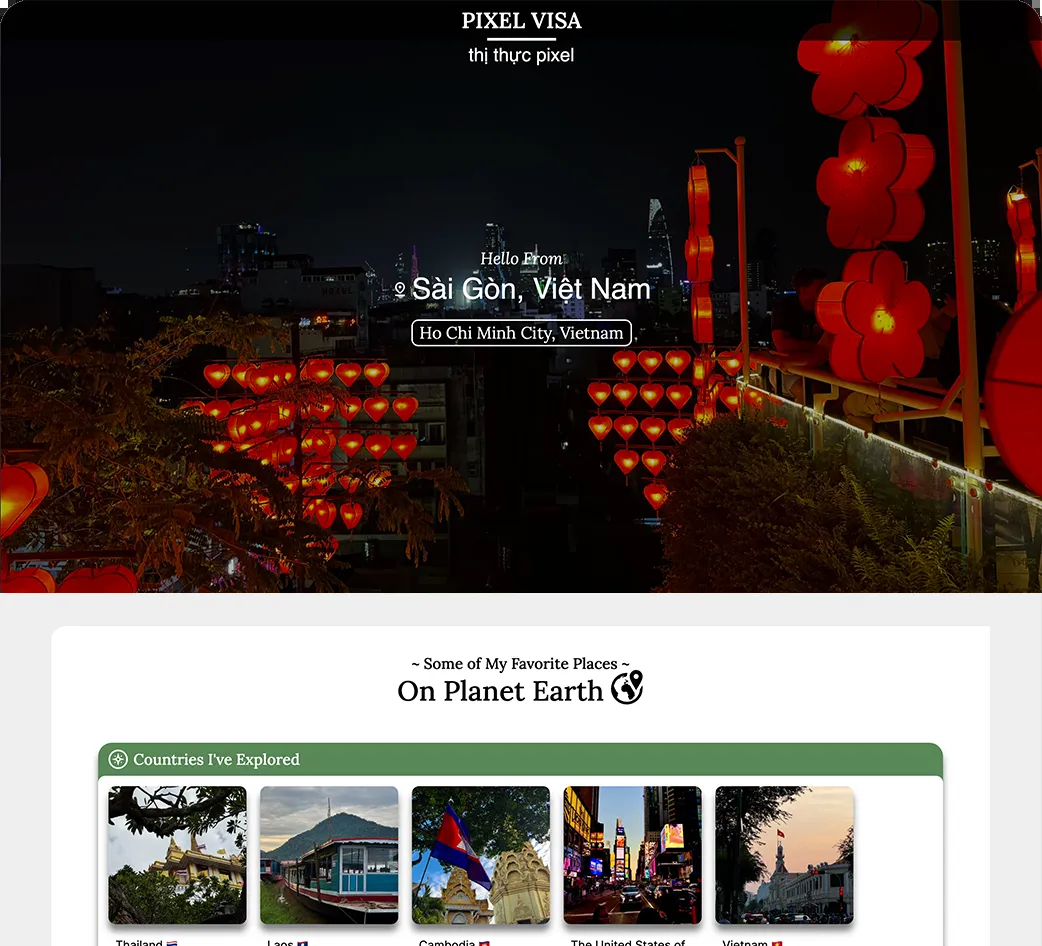 PIXEL VISA
thị thực pixel
Hello From
Sài Gòn, Việt Nam
Ho Chi Minh City, Vietnam
~ Some of My Favorite Places ~
On Planet Earth
Countries I've Explored
Thailand
Laos
Cambodia
The United States of
Vietnam